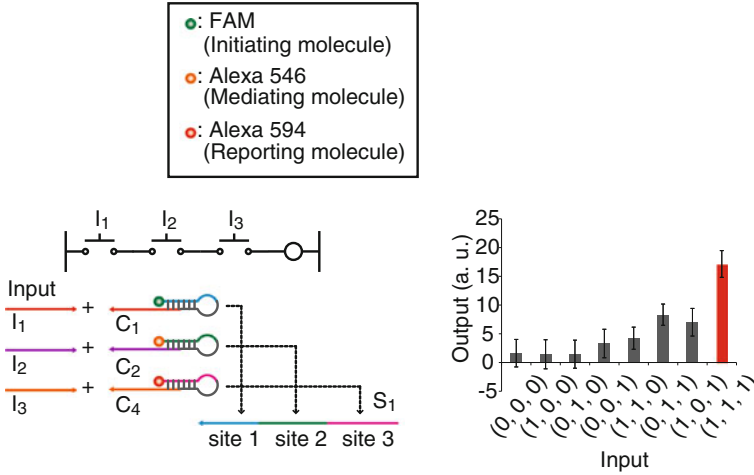 : FAM
(Initiating molecule)
: Alexa 546
(Mediating molecule)
: Alexa 594
(Reporting molecule)
I1 I2 I3
Input
I1 + C1
I2 + C2
I3 + C4
S1
site 1 site 2 site 3
Output (a. u.)
25
20
15
10
5
0
−5
(0, 0, 0)
(1, 0, 0)
(0, 1, 0)
(0, 0, 1)
(1, 1, 0)
(0, 1, 1)
(1, 0, 1)
(1, 1, 1)
Input